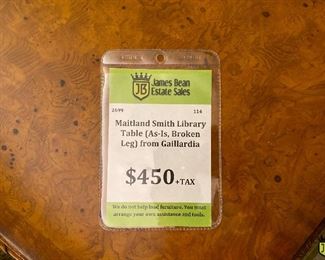 JB
James Bean
Estate Sales
2699
114
Maitland Smith Library
Table (As-Is, Broken
Leg) from Gaillardia
$450+TAX
We do not help load furniture. You must
arrange your own assistance and tools.